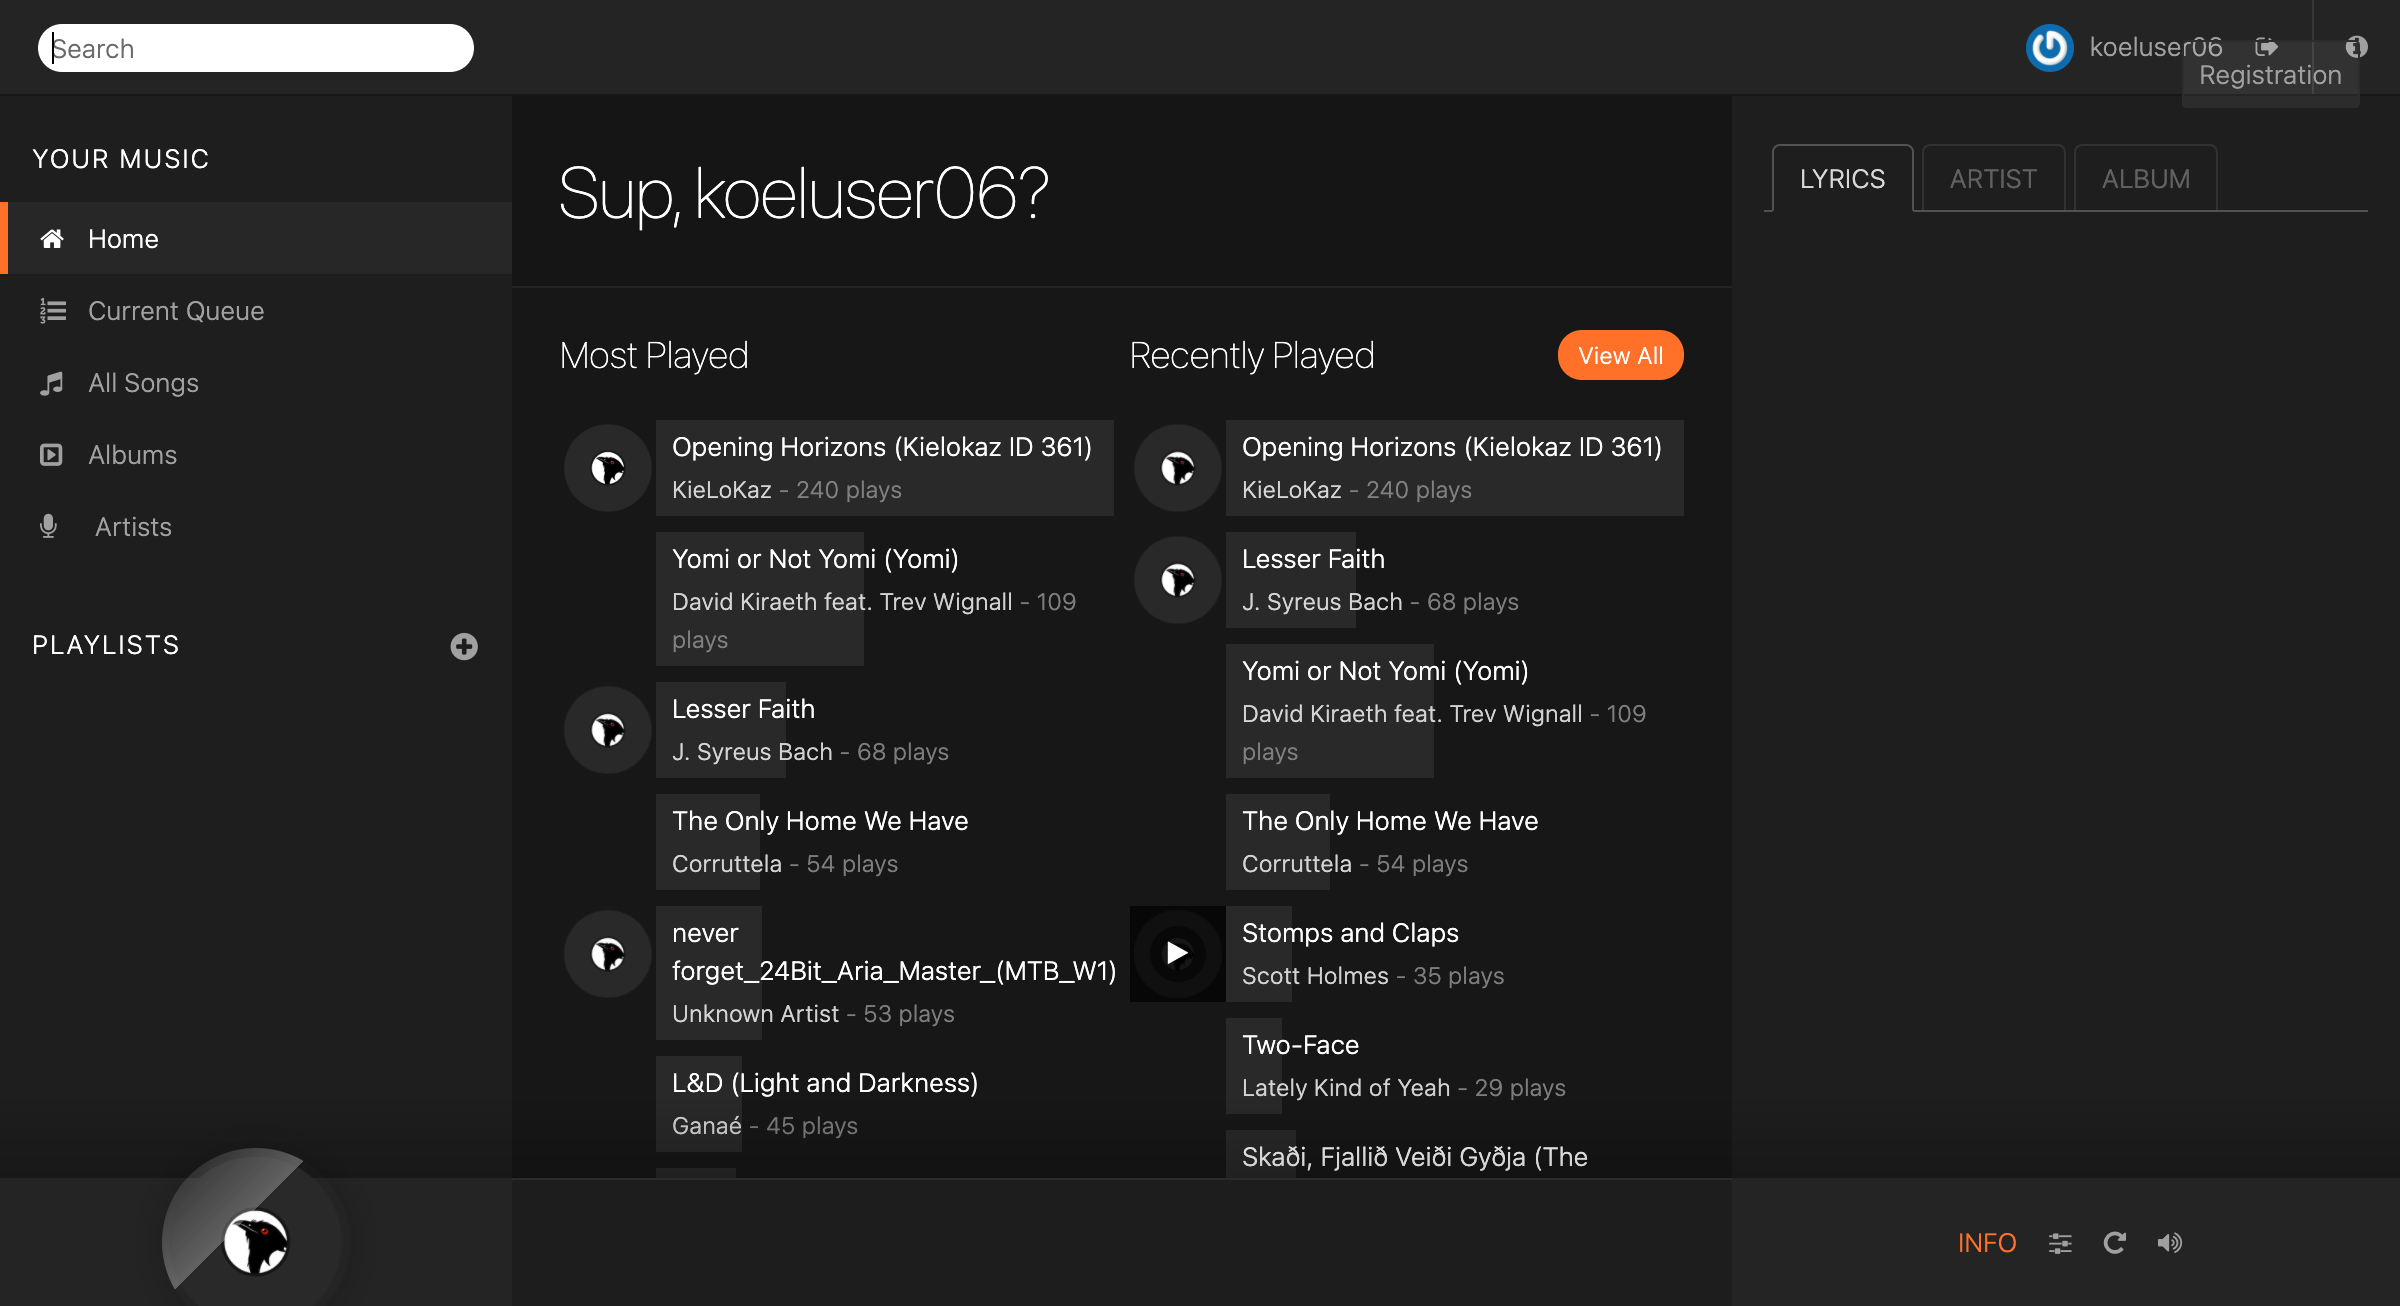 Search
koeluser06
Registration
YOUR MUSIC
Home
Current Queue
All Songs
Albums
Artists
PLAYLISTS
Sup, koeluser06?
Most Played
Opening Horizons (Kielokaz ID 361)
KieLoKaz - 240 plays
Yomi or Not Yomi (Yomi)
David Kiraeth feat. Trev Wignall - 109
plays
Lesser Faith
J. Syreus Bach - 68 plays
The Only Home We Have
Corruttela - 54 plays
never
forget_24Bit_Aria_Master_(MTB_W1)
Unknown Artist - 53 plays
L&D (Light and Darkness)
Ganaé - 45 plays
Recently Played
View All
Opening Horizons (Kielokaz ID 361)
KieLoKaz - 240 plays
Lesser Faith
J. Syreus Bach - 68 plays
Yomi or Not Yomi (Yomi)
David Kiraeth feat. Trev Wignall - 109
plays
The Only Home We Have
Corruttela - 54 plays
Stomps and Claps
Scott Holmes - 35 plays
Two-Face
Lately Kind of Yeah - 29 plays
Skaði, Fjallið Veiði Gyðja (The
LYRICS
ARTIST
ALBUM
INFO